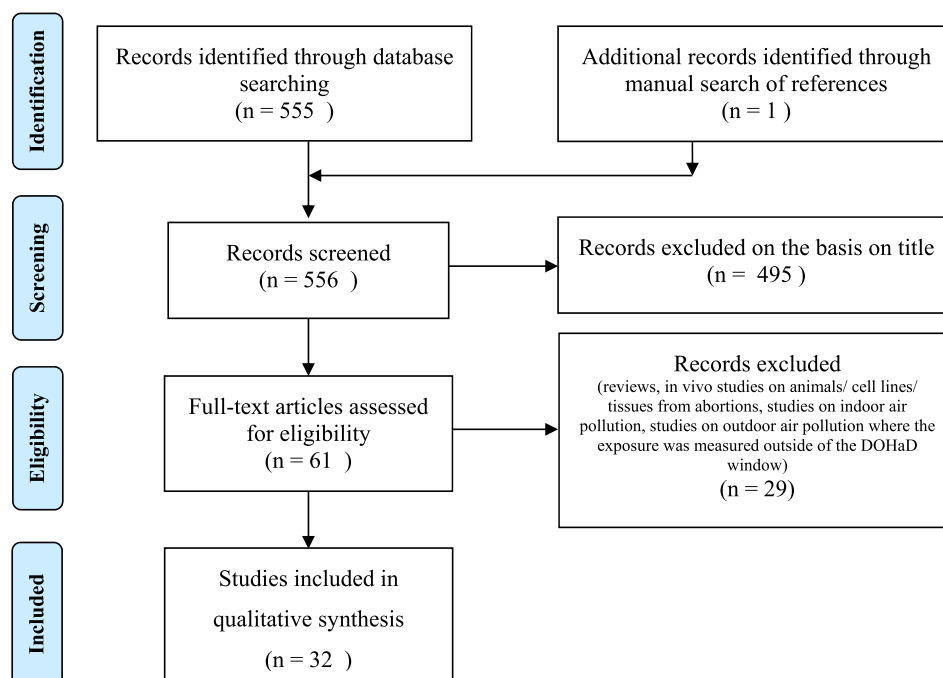 Identification
Records identified through database
searching
(n = 555 )
Additional records identified through
manual search of references
(n = 1 )
Screening
Records screened
(n = 556 )
Records excluded on the basis on title
(n = 495 )
Eligibility
Full-text articles assessed
for eligibility
(n = 61 )
Records excluded
(reviews, in vivo studies on animals/ cell lines/
tissues from abortions, studies on indoor air
pollution, studies on outdoor air pollution where the
exposure was measured outside of the DOHaD
window)
(n = 29)
Included
Studies included in
qualitative synthesis
(n = 32 )